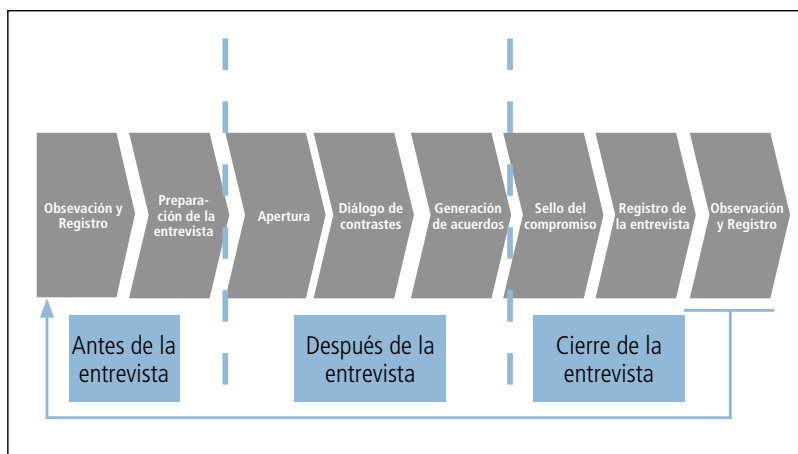 Obsevación y
Registro
Prepara-
ción de la
entrevista
Apertura
Diálogo de
contrastes
Generación
de acuerdos
Sello del
compromiso
Registro de
la entrevista
Observación
y Registro
Antes de la
entrevista
Después de la
entrevista
Cierre de la
entrevista